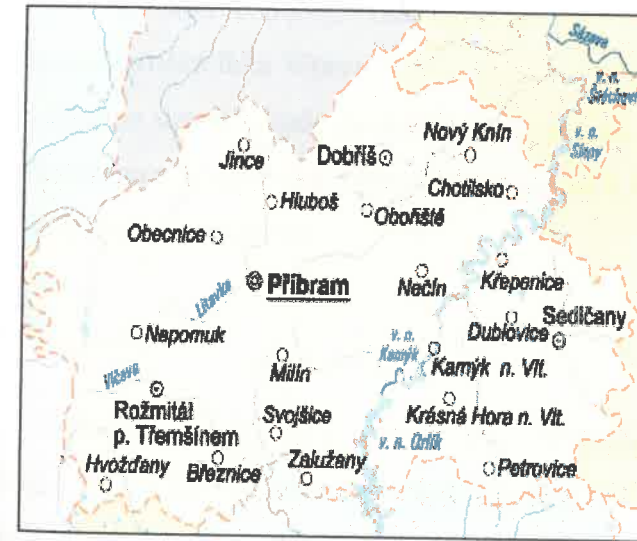 Sázava
v. n.
Štěchovice
v. n.
Slapy
Nový Knín
Jince
Dobříš
Chotilsko
Hluboš
Obořiště
Obecnice
Křepenice
Příbram
Nečín
Litavka
Sedlčany
Dublovice
Nepomuk
v. n.
Kamýk
Kamýk n. Vlt.
Milín
Vlčava
Rožmitál
p. Třemšínem
Krásná Hora n. Vlt.
Svojšice
v. n. Orlík
Hvožďany
Březnice
Zalužany
Petrovice